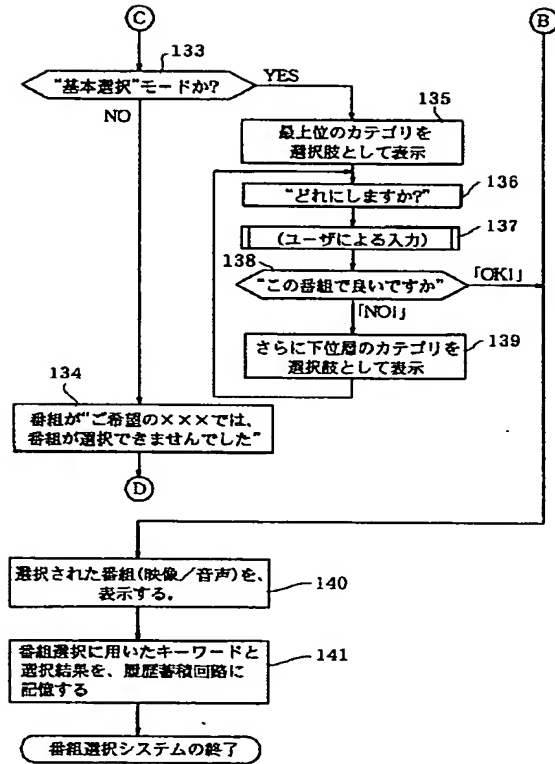 C
B
133
“基本選択”モードか?
YES
NO
135
最上位のカテゴリを
選択肢として表示
136
“どれにしますか?”
137
(ユーザによる入力)
138
“この番組で良いですか”
「OK!」
「NO!」
139
さらに下位層のカテゴリを
選択肢として表示
134
番組が“ご希望の×××では、
番組が選択できませんでした”
D
選択された番組(映像/音声)を、
表示する。
140
番組選択に用いたキーワードと
選択結果を、履歴蓄積回路に
記憶する
141
番組選択システムの終了